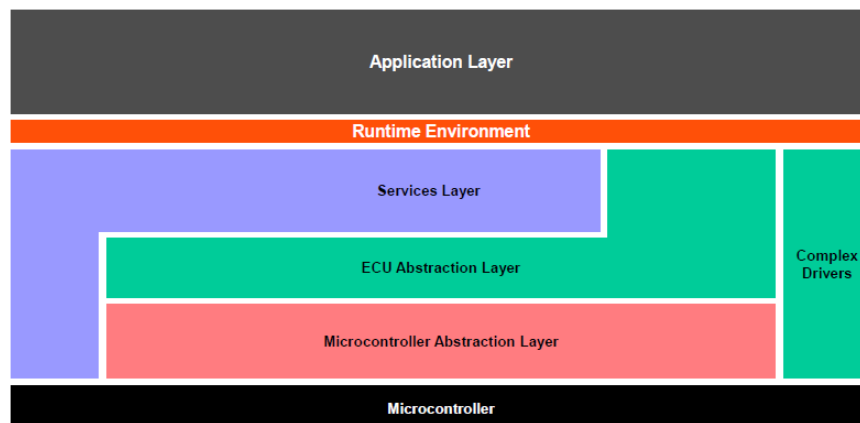 Application Layer
Runtime Environment
Services Layer
ECU Abstraction Layer
Complex
Drivers
Microcontroller Abstraction Layer
Microcontroller